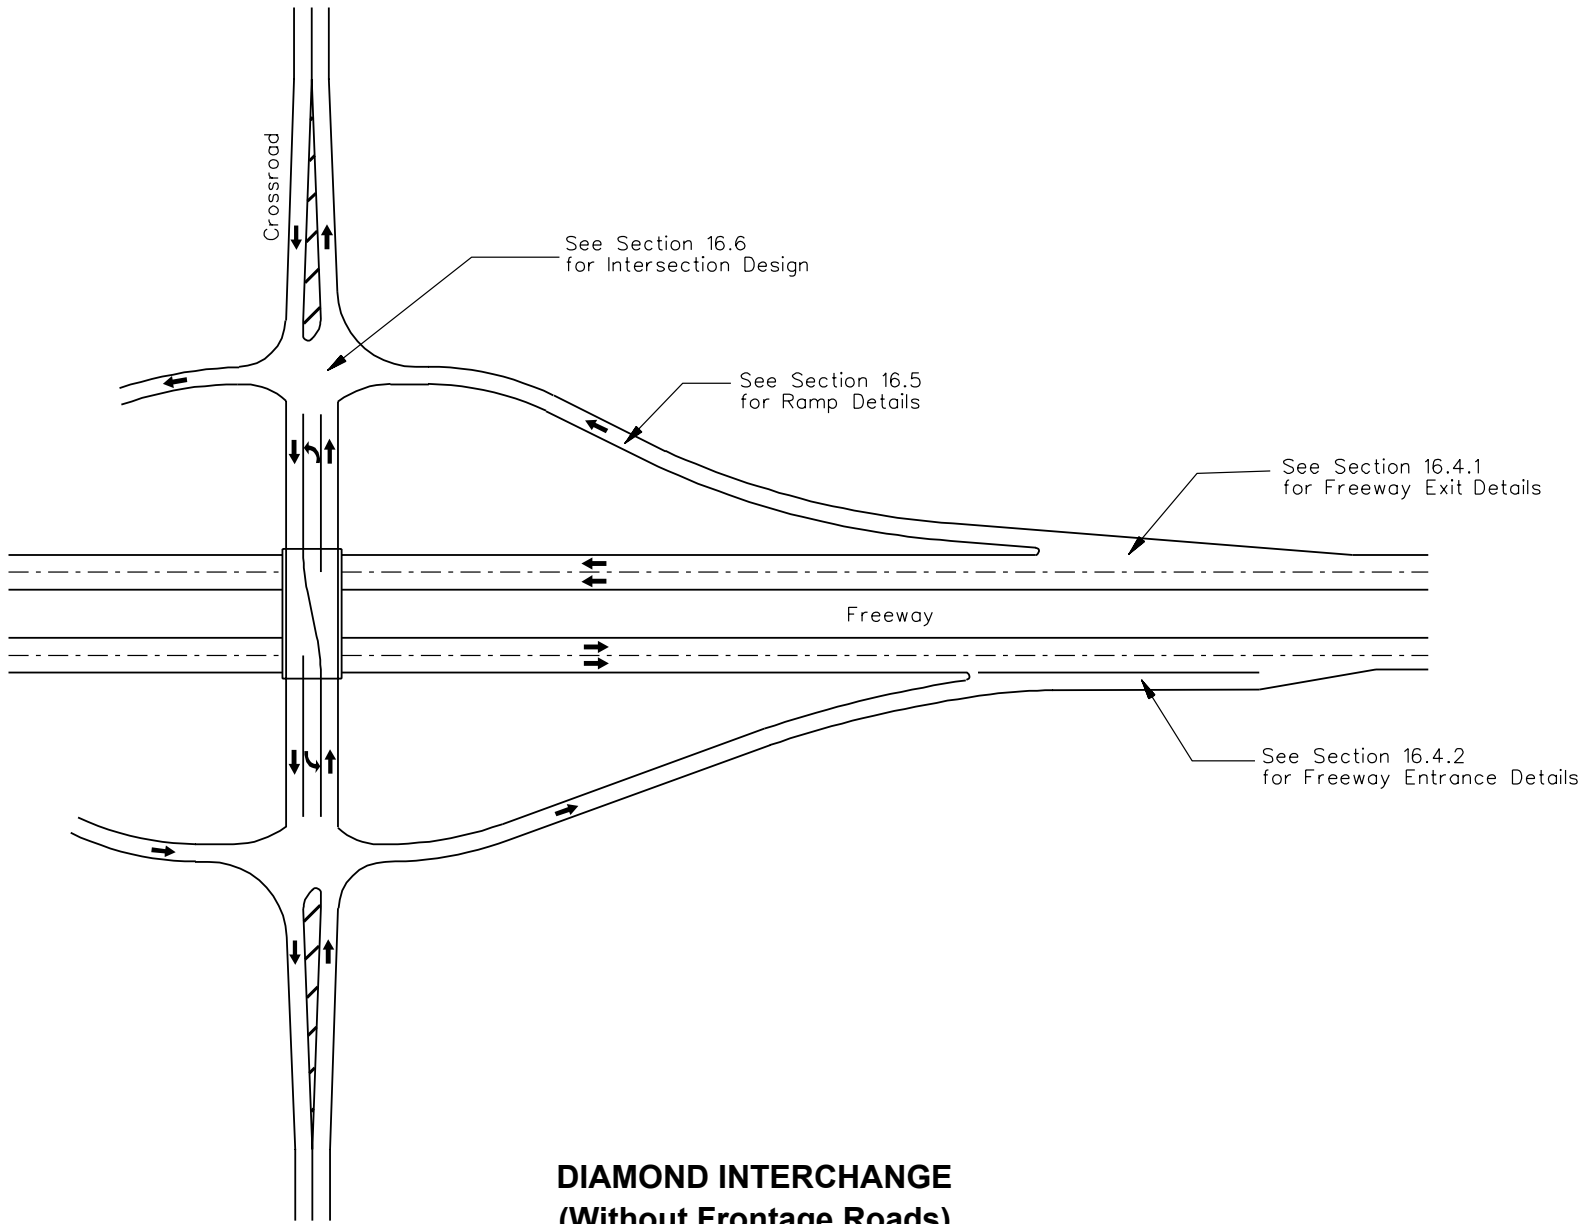 Crossroad
See Section 16.6
for Intersection Design
See Section 16.5
for Ramp Details
See Section 16.4.1
for Freeway Exit Details
Freeway
See Section 16.4.2
for Freeway Entrance Details
DIAMOND INTERCHANGE
(Without Frontage Roads)